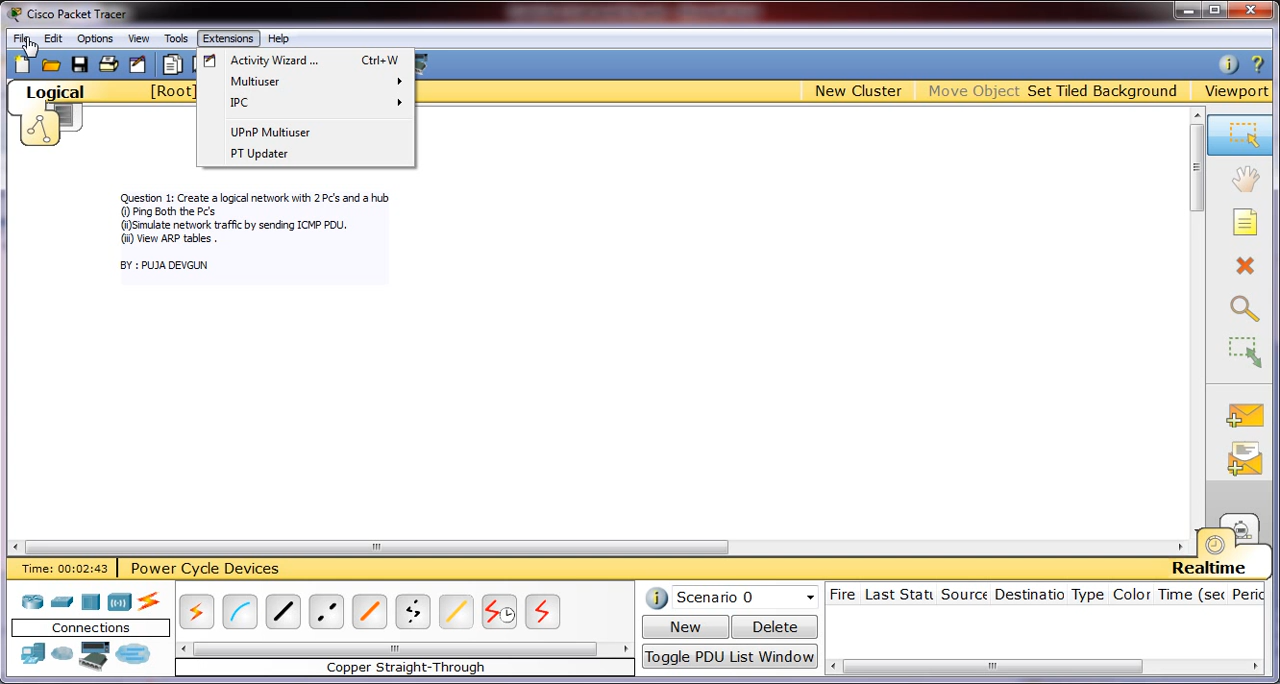 Cisco Packet Tracer
File Edit Options View Tools Extensions Help
Activity Wizard ... Ctrl+W
Multiuser
IPC
UPnP Multiuser
PT Updater
Logical [Root] New Cluster Move Object Set Tiled Background Viewport
Question 1: Create a logical network with 2 Pc's and a hub
(i) Ping Both the Pc's
(ii)Simulate network traffic by sending ICMP PDU.
(iii) View ARP tables .
BY : PUJA DEVGUN
Time: 00:02:43 Power Cycle Devices Realtime
Connections
Copper Straight-Through
Scenario 0
New Delete
Toggle PDU List Window
Fire Last Statu Source Destinatio Type Color Time (sec Perio